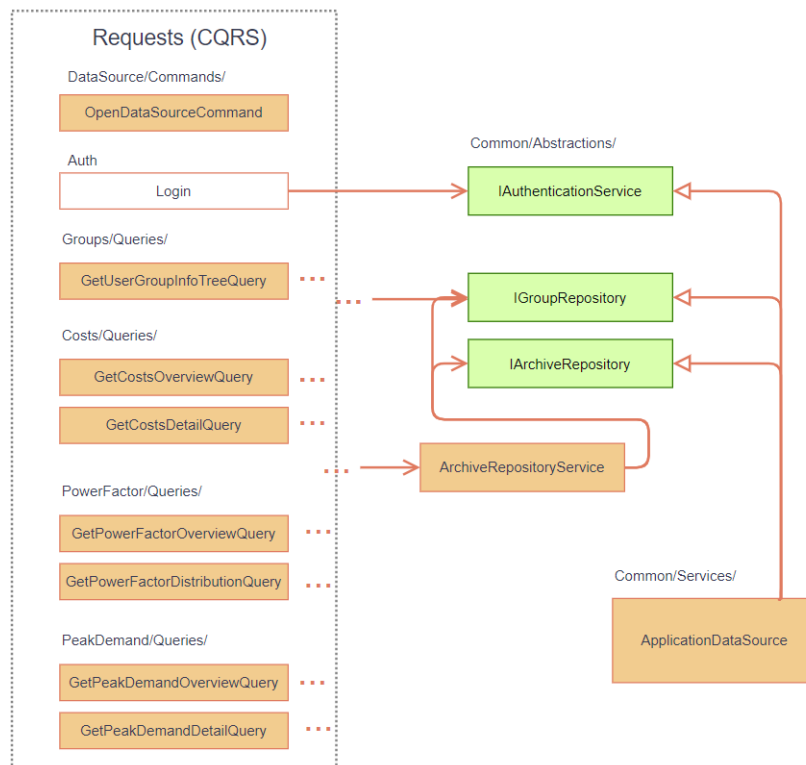 Requests (CQRS)
DataSource/Commands/
OpenDataSourceCommand
Auth
Login
Groups/Queries/
GetUserGroupInfoTreeQuery
...
...
Costs/Queries/
GetCostsOverviewQuery
...
GetCostsDetailQuery
...
...
PowerFactor/Queries/
GetPowerFactorOverviewQuery
...
GetPowerFactorDistributionQuery
...
PeakDemand/Queries/
GetPeakDemandOverviewQuery
...
GetPeakDemandDetailQuery
...
Common/Abstractions/
IAuthenticationService
IGroupRepository
IArchiveRepository
ArchiveRepositoryService
Common/Services/
ApplicationDataSource